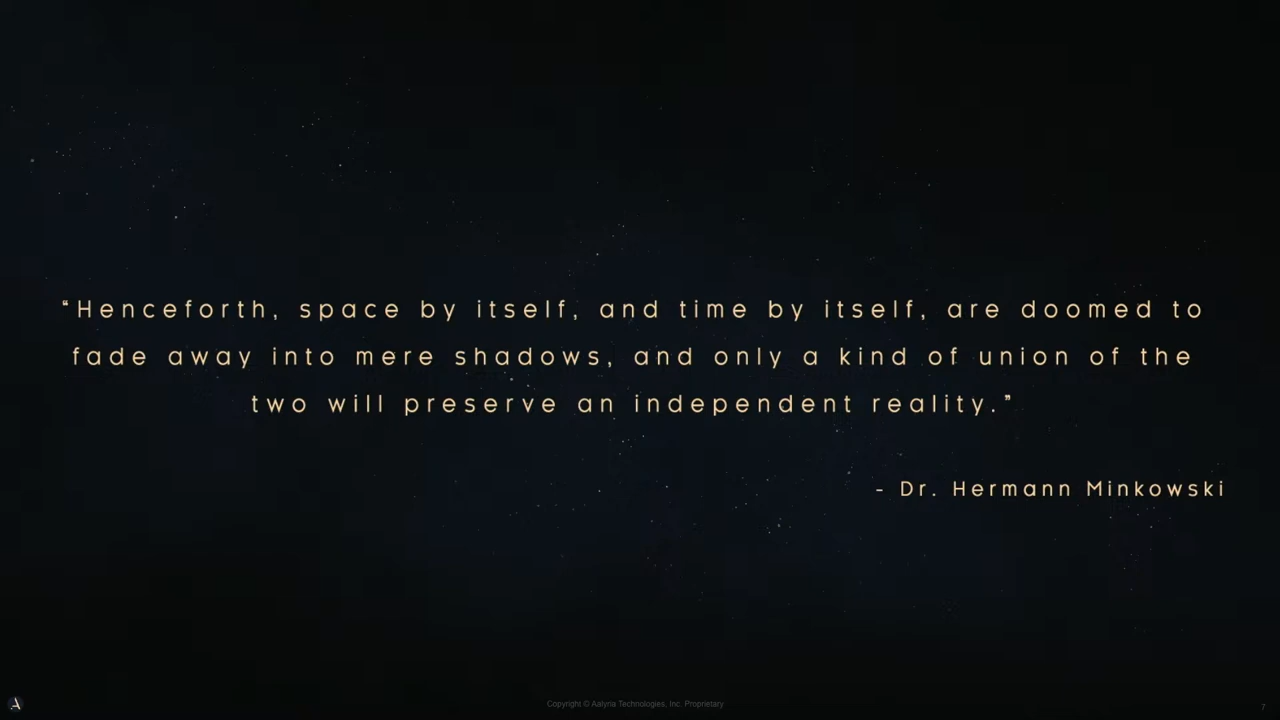 “Henceforth, space by itself, and time by itself, are doomed to
fade away into mere shadows, and only a kind of union of the
two will preserve an independent reality.”
- Dr. Hermann Minkowski
Copyright © Aalyria Technologies, Inc. Proprietary
7